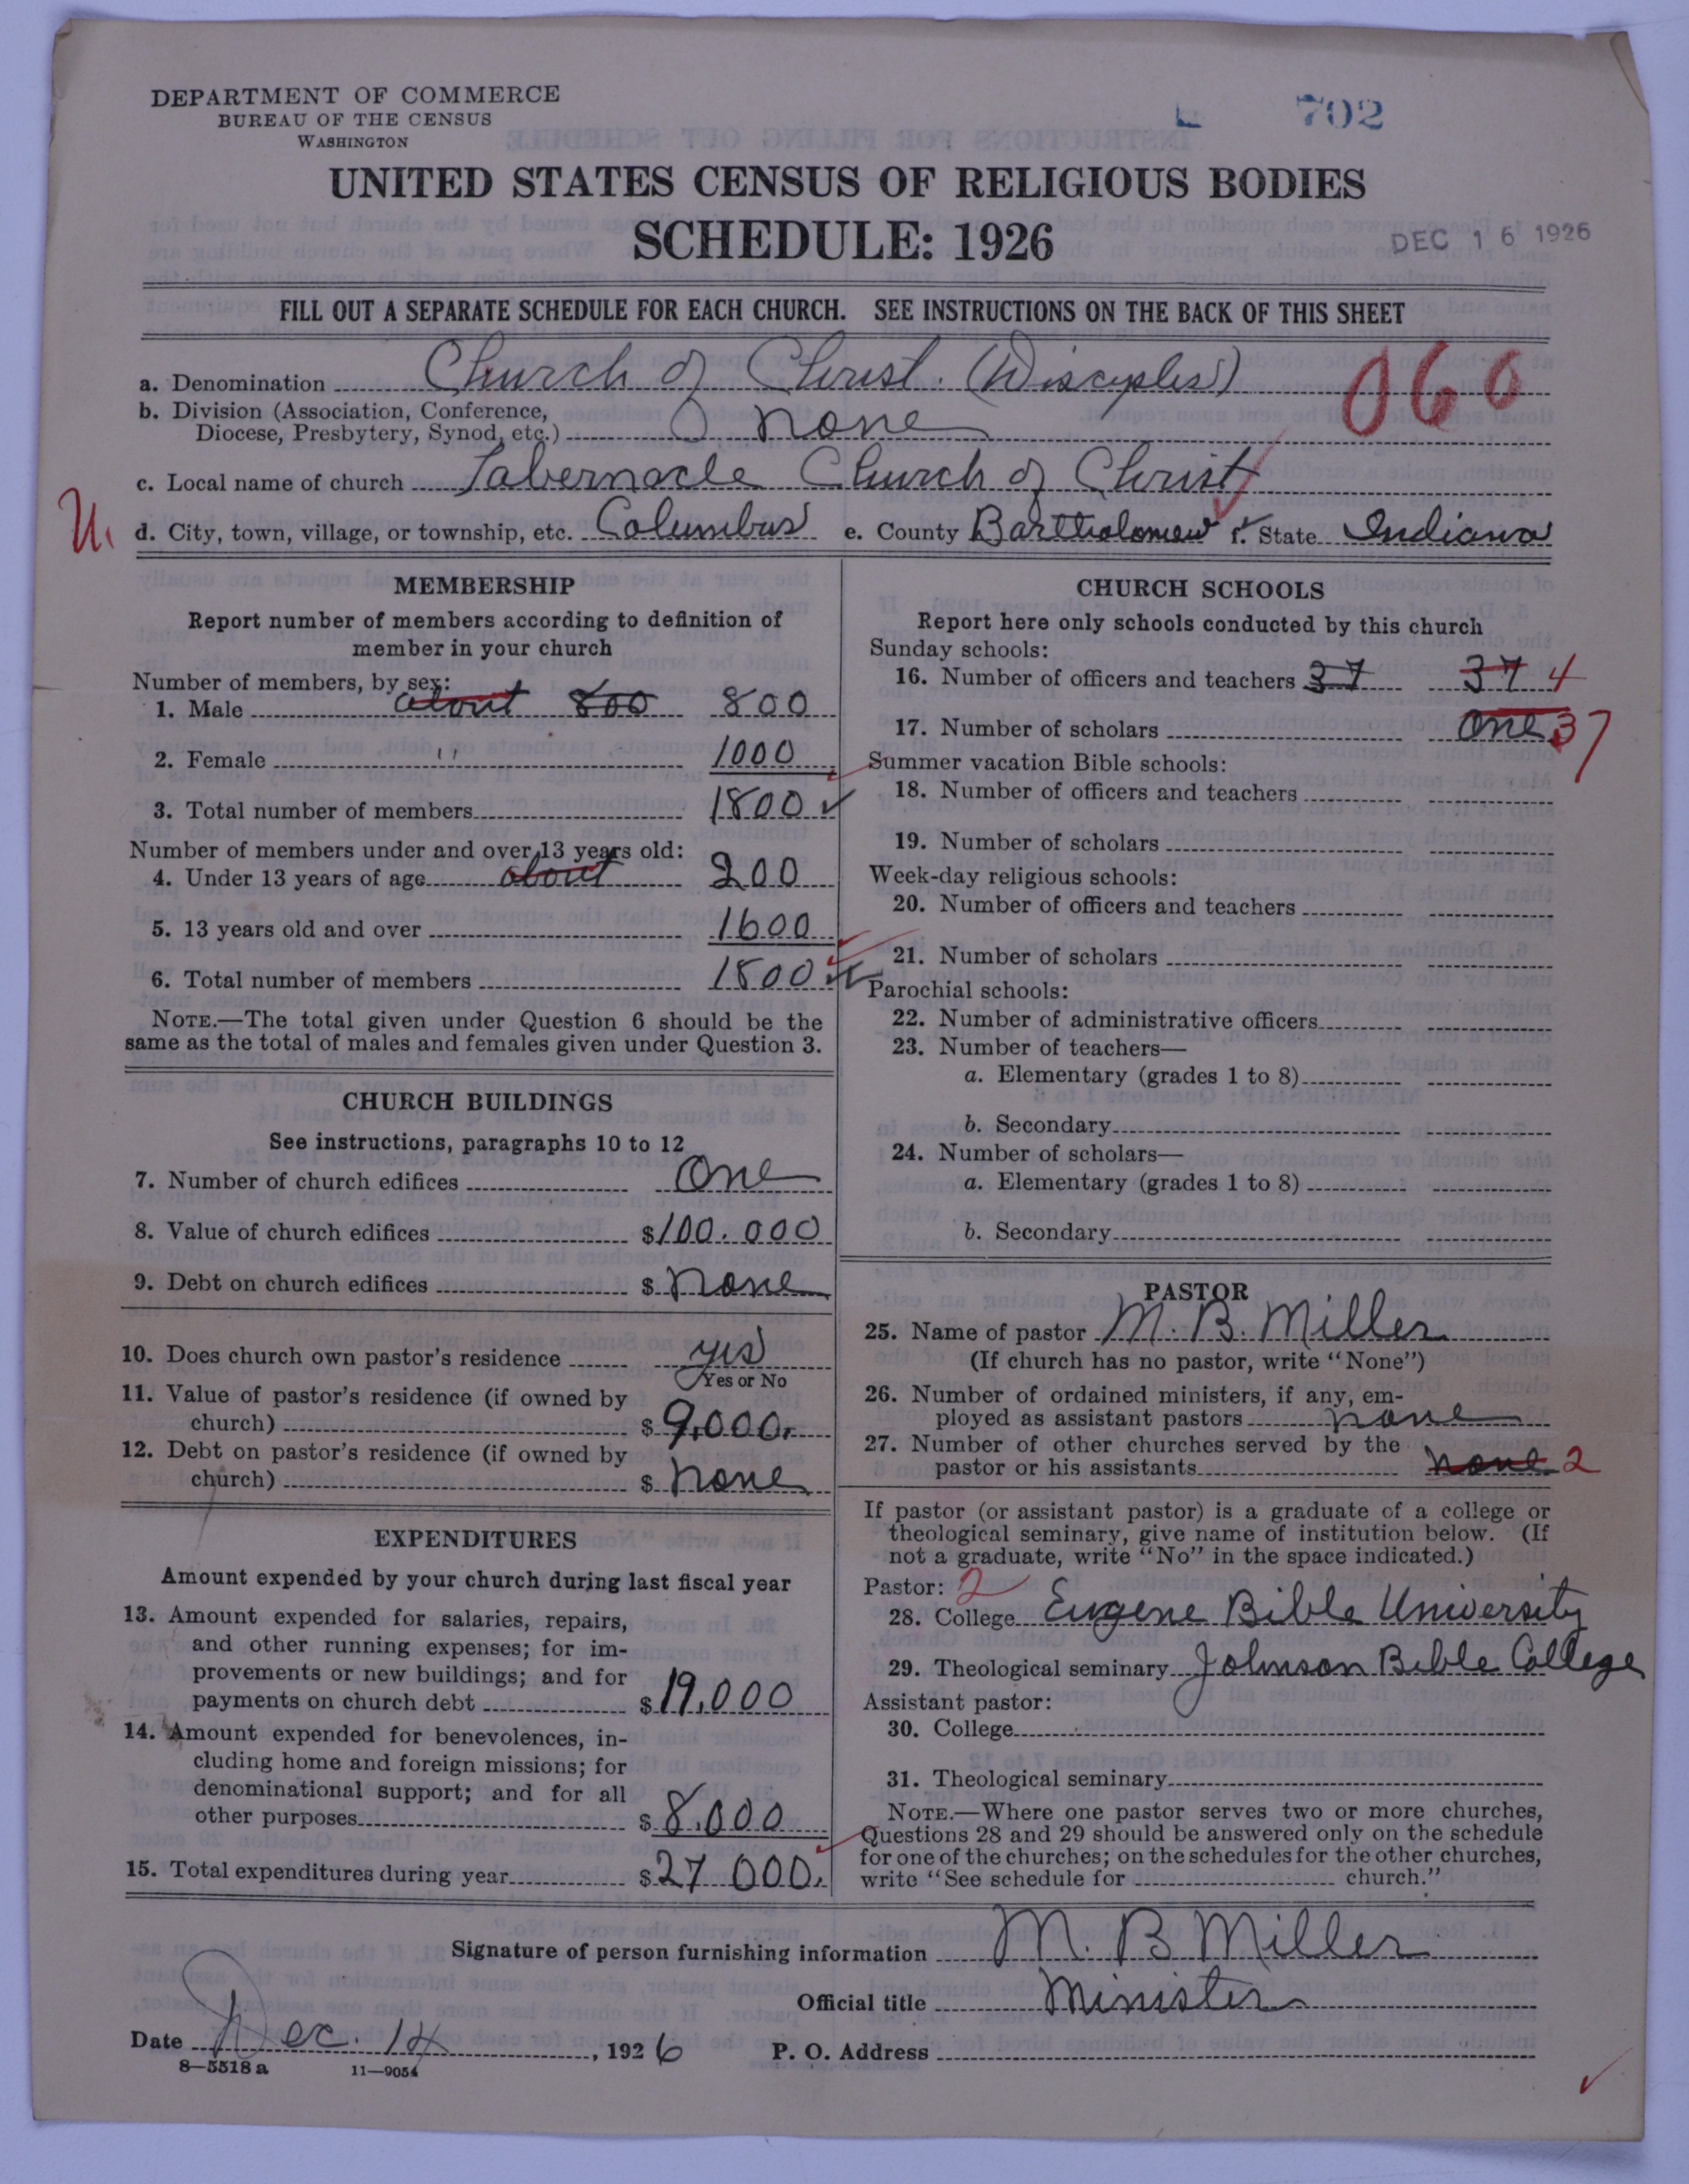 DEPARTMENT OF COMMERCE
BUREAU OF THE CENSUS
WASHINGTON
702
UNITED STATES CENSUS OF RELIGIOUS BODIES
SCHEDULE: 1926
DEC 16 1926
FILL OUT A SEPARATE SCHEDULE FOR EACH CHURCH. SEE INSTRUCTIONS ON THE BACK OF THIS SHEET
a. Denomination Church of Christ. (Disciples) 060
b. Division (Association, Conference,
Diocese, Presbytery, Synod, etc.) none
c. Local name of church Tabernacle Church of Christ
U. d. City, town, village, or township, etc. Columbus e. County Bartholomew f. State Indiana
MEMBERSHIP
Report number of members according to definition of
member in your church
Number of members, by sex:
1. Male about 800 800
2. Female " 1000
3. Total number of members 1800
Number of members under and over 13 years old:
4. Under 13 years of age about 200
5. 13 years old and over 1600
6. Total number of members 1800
NOTE.—The total given under Question 6 should be the
same as the total of males and females given under Question 3.
CHURCH BUILDINGS
See instructions, paragraphs 10 to 12
7. Number of church edifices one
8. Value of church edifices $100.000
9. Debt on church edifices $ none
10. Does church own pastor's residence yes
Yes or No
11. Value of pastor's residence (if owned by
church) $ 9,000.
12. Debt on pastor's residence (if owned by
church) $ none
EXPENDITURES
Amount expended by your church during last fiscal year
13. Amount expended for salaries, repairs,
and other running expenses; for im-
provements or new buildings; and for
payments on church debt $19,000
14. Amount expended for benevolences, in-
cluding home and foreign missions; for
denominational support; and for all
other purposes $ 8.000
15. Total expenditures during year $27 000.
CHURCH SCHOOLS
Report here only schools conducted by this church
Sunday schools:
16. Number of officers and teachers 37 37 4
17. Number of scholars one 37
Summer vacation Bible schools:
18. Number of officers and teachers
19. Number of scholars
Week-day religious schools:
20. Number of officers and teachers
21. Number of scholars
Parochial schools:
22. Number of administrative officers
23. Number of teachers—
a. Elementary (grades 1 to 8)
b. Secondary
24. Number of scholars—
a. Elementary (grades 1 to 8)
b. Secondary
PASTOR
25. Name of pastor M. B. Miller
(If church has no pastor, write "None")
26. Number of ordained ministers, if any, em-
ployed as assistant pastors none
27. Number of other churches served by the
pastor or his assistants none 2
If pastor (or assistant pastor) is a graduate of a college or
theological seminary, give name of institution below. (If
not a graduate, write "No" in the space indicated.)
Pastor: 2
28. College Eugene Bible University
29. Theological seminary Johnson Bible College
Assistant pastor:
30. College
31. Theological seminary
NOTE.—Where one pastor serves two or more churches,
Questions 28 and 29 should be answered only on the schedule
for one of the churches; on the schedules for the other churches,
write "See schedule for church."
Signature of person furnishing information M. B Miller
Official title Minister
Date Dec. 14, 1926 P. O. Address
8—5518 a 11—9054